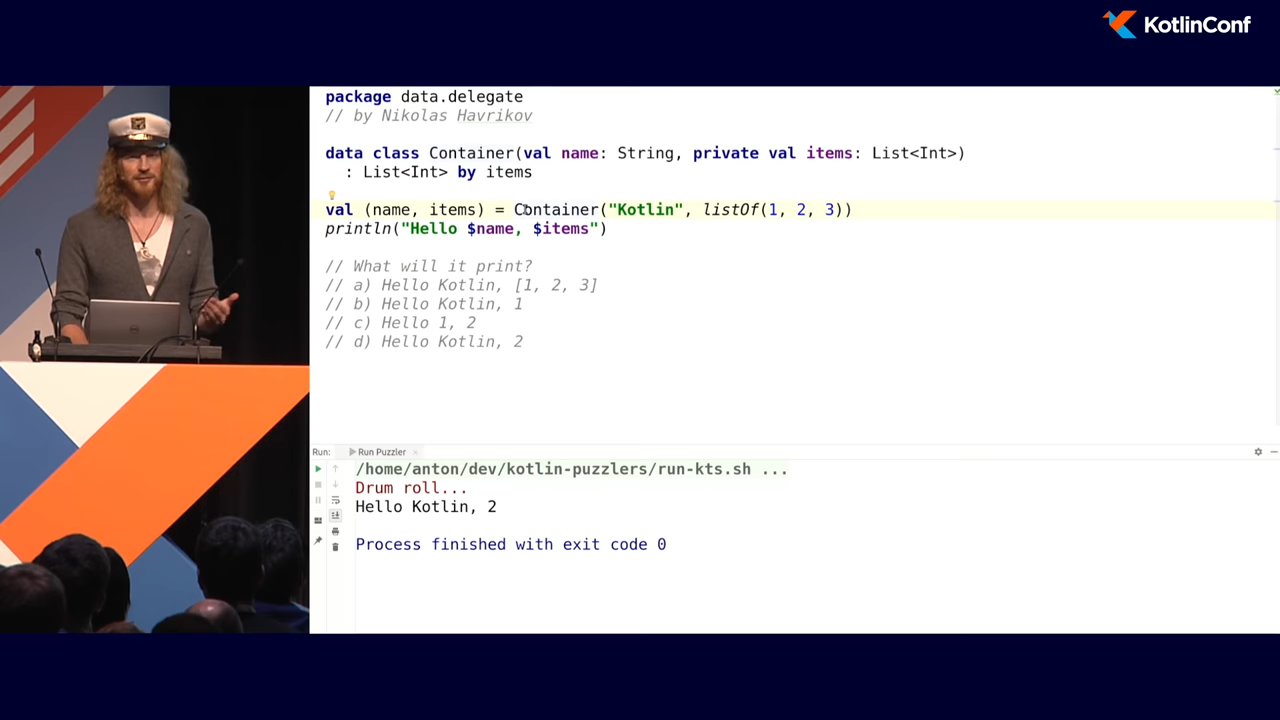 KotlinConf
package data.delegate
// by Nikolas Havrikov
data class Container(val name: String, private val items: List<Int>)
: List<Int> by items
val (name, items) = Container("Kotlin", listOf(1, 2, 3))
println("Hello $name, $items")
// What will it print?
// a) Hello Kotlin, [1, 2, 3]
// b) Hello Kotlin, 1
// c) Hello 1, 2
// d) Hello Kotlin, 2
Run: Run Puzzler
/home/anton/dev/kotlin-puzzlers/run-kts.sh ...
Drum roll...
Hello Kotlin, 2
Process finished with exit code 0